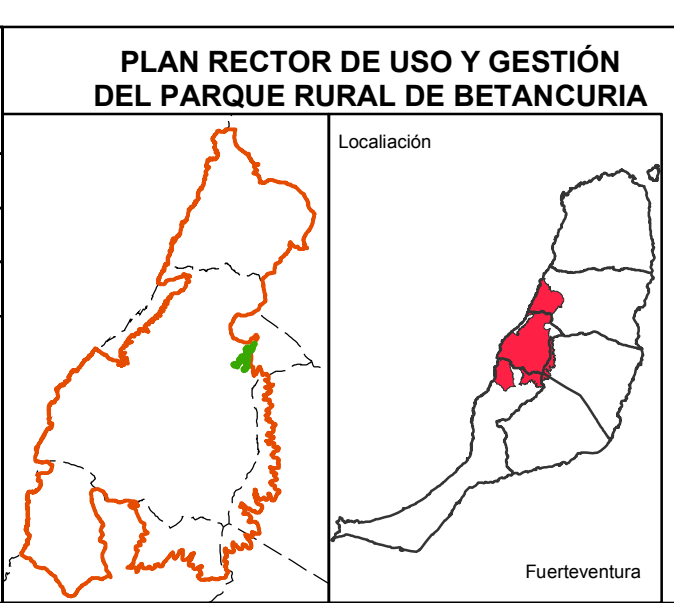 PLAN RECTOR DE USO Y GESTIÓN
DEL PARQUE RURAL DE BETANCURIA
Localiación
Fuerteventura